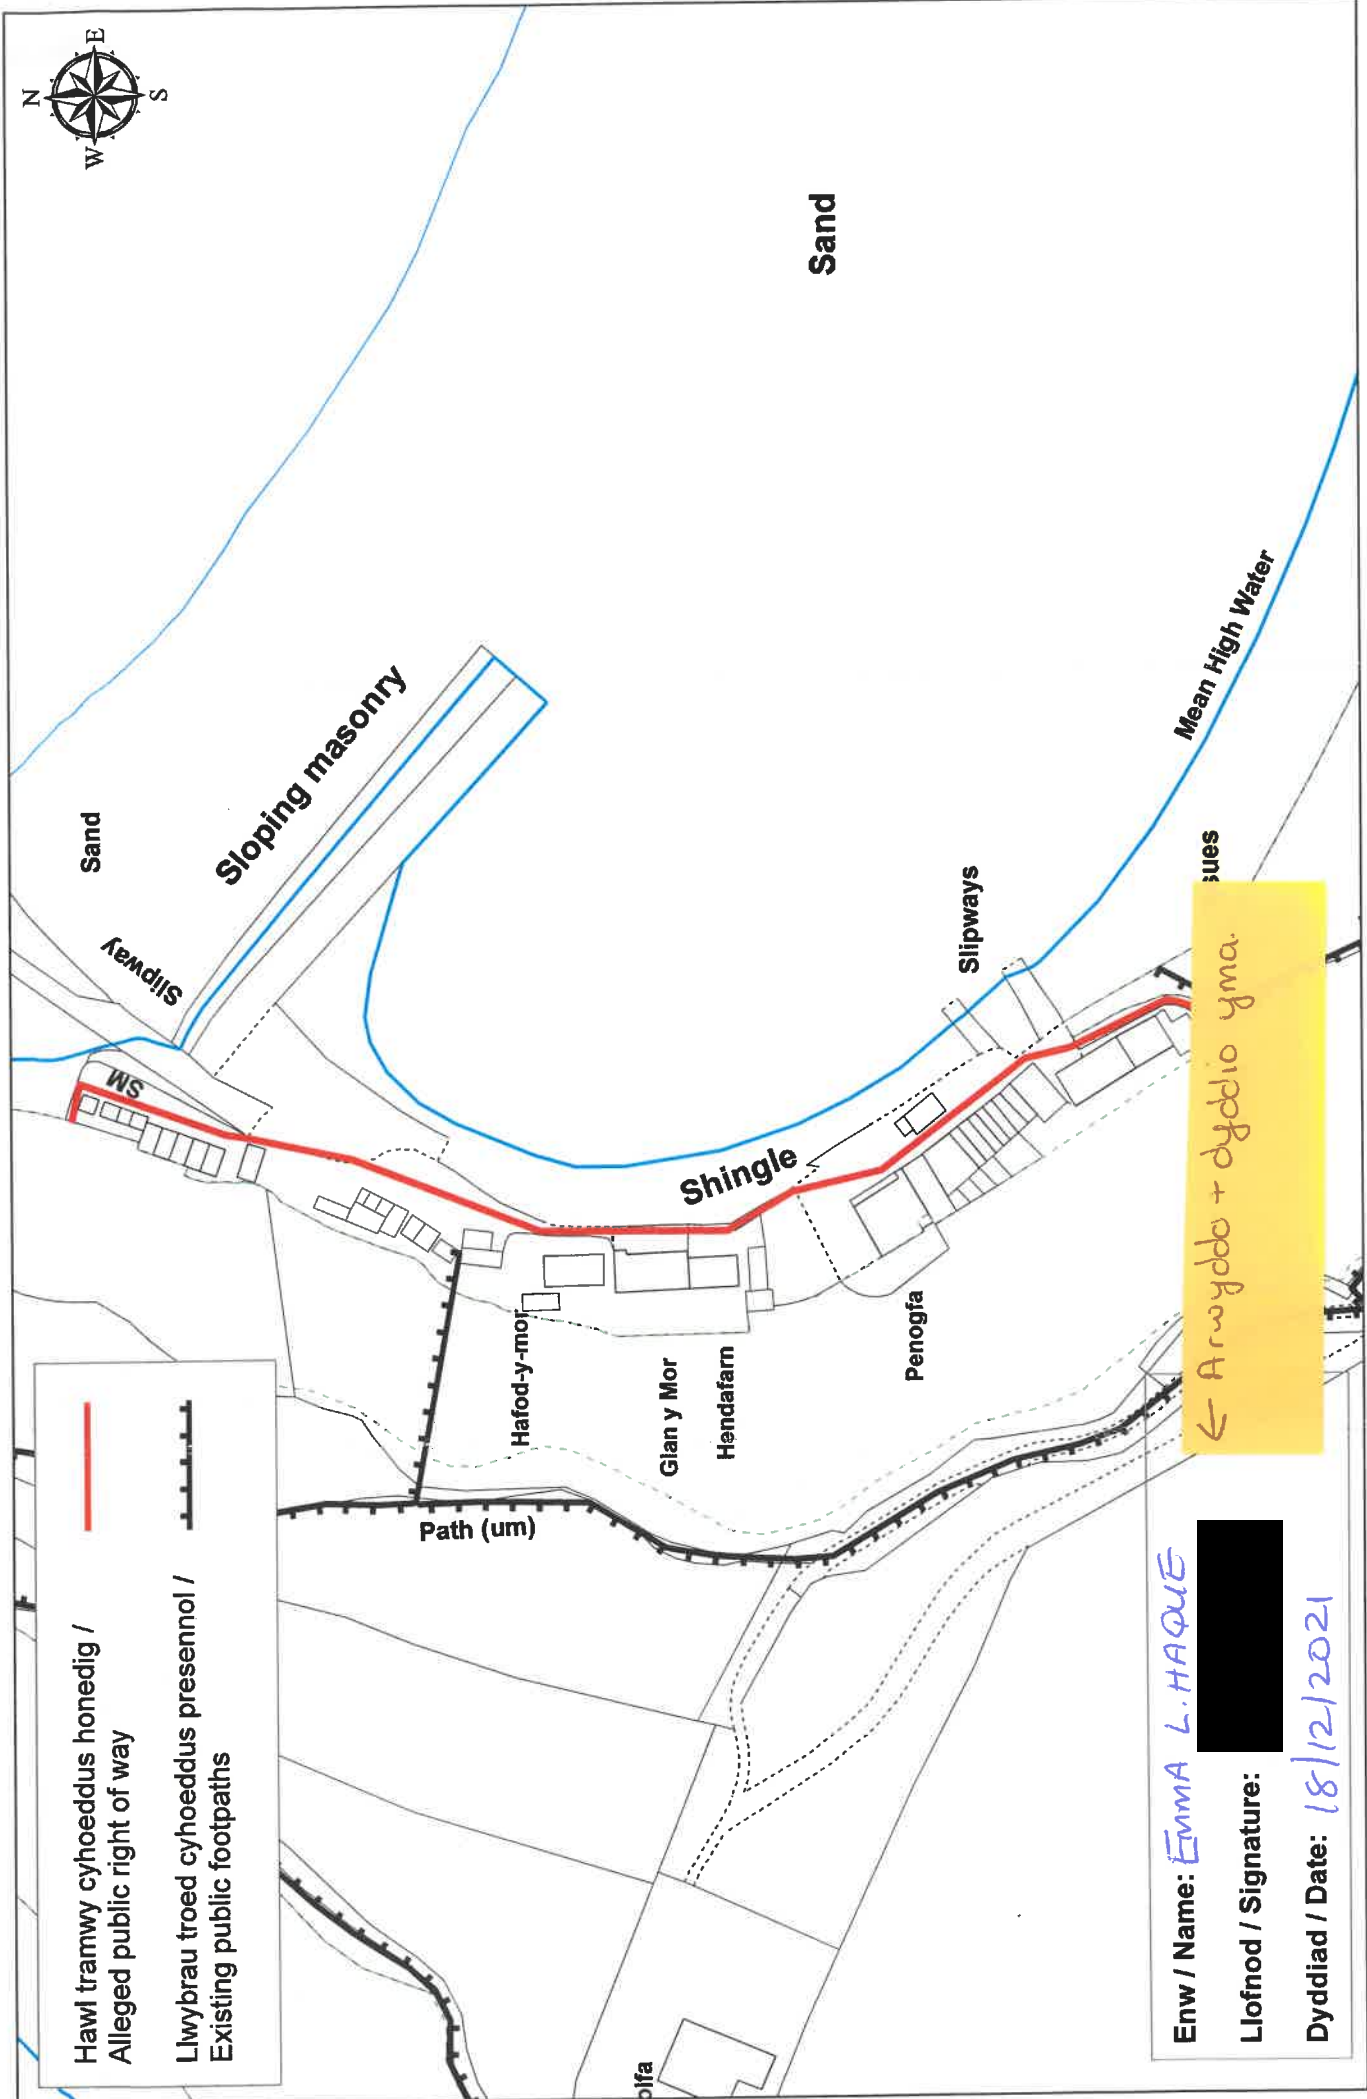 Hawl tramwy cyhoeddus honedig /
Alleged public right of way
Llwybrau troed cyhoeddus presennol /
Existing public footpaths
N
E
S
W
Sand
Slipway
Sloping masonry
SM
Sand
Path (um)
Hafod-y-mor
Glan y Mor
Hendafarn
Shingle
Penogfa
Slipways
Mean High Water
sues
olfa
Enw / Name: EMMA L. HAQUE
Llofnod / Signature:
Dyddiad / Date: 18/12/2021
← Arwyddo + dyddio yma.